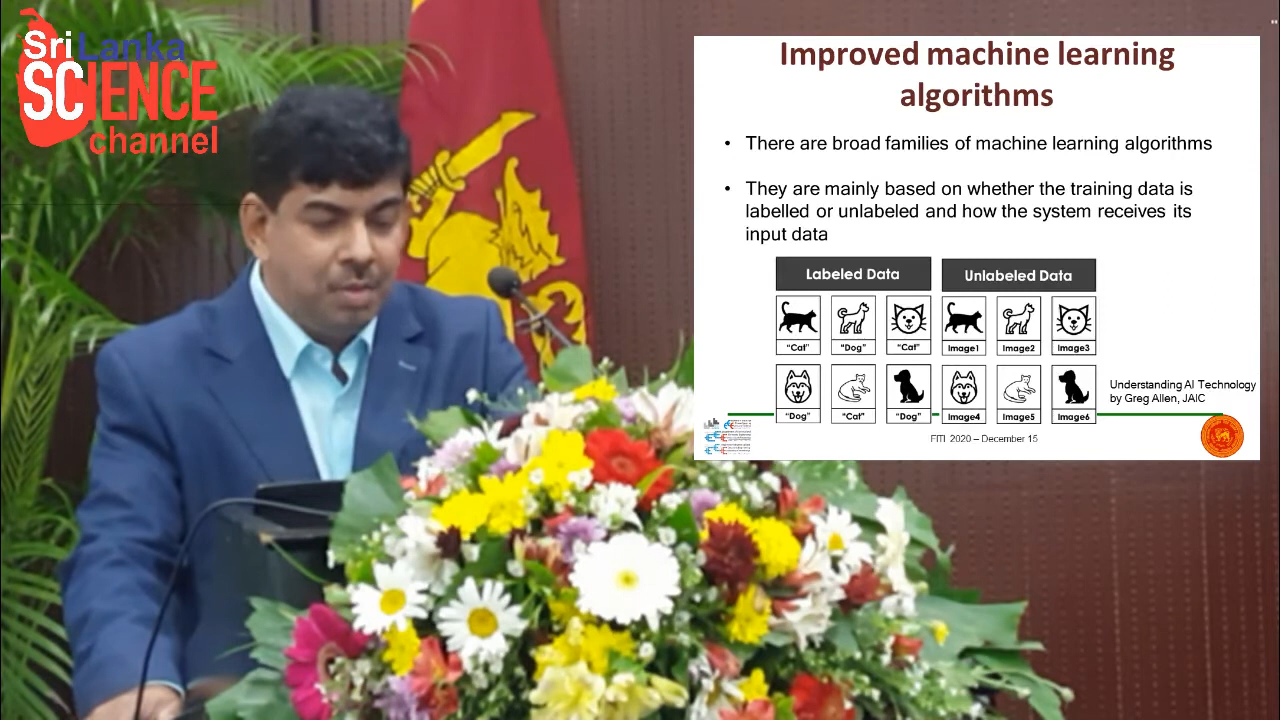 Sri Lanka
SCIENCE
channel
Improved machine learning
algorithms
• There are broad families of machine learning algorithms
• They are mainly based on whether the training data is
labelled or unlabeled and how the system receives its
input data
Labeled Data
Unlabeled Data
"Cat"
"Dog"
"Cat"
Image1
Image2
Image3
"Dog"
"Cat"
"Dog"
Image4
Image5
Image6
Understanding AI Technology
by Greg Allen, JAIC
FITI 2020 – December 15